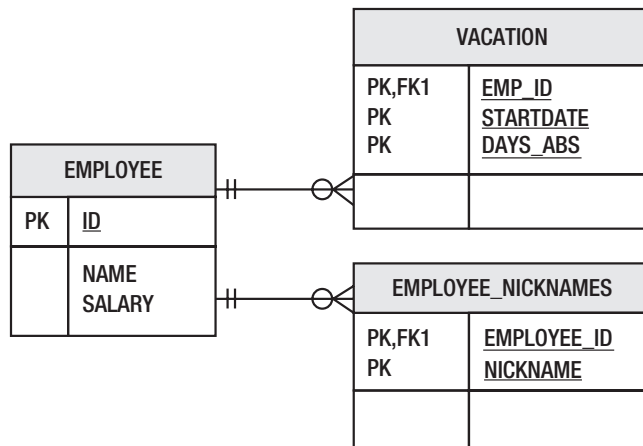 VACATION
PK,FK1 EMP_ID
PK STARTDATE
PK DAYS_ABS
EMPLOYEE
PK ID
NAME
SALARY
EMPLOYEE_NICKNAMES
PK,FK1 EMPLOYEE_ID
PK NICKNAME